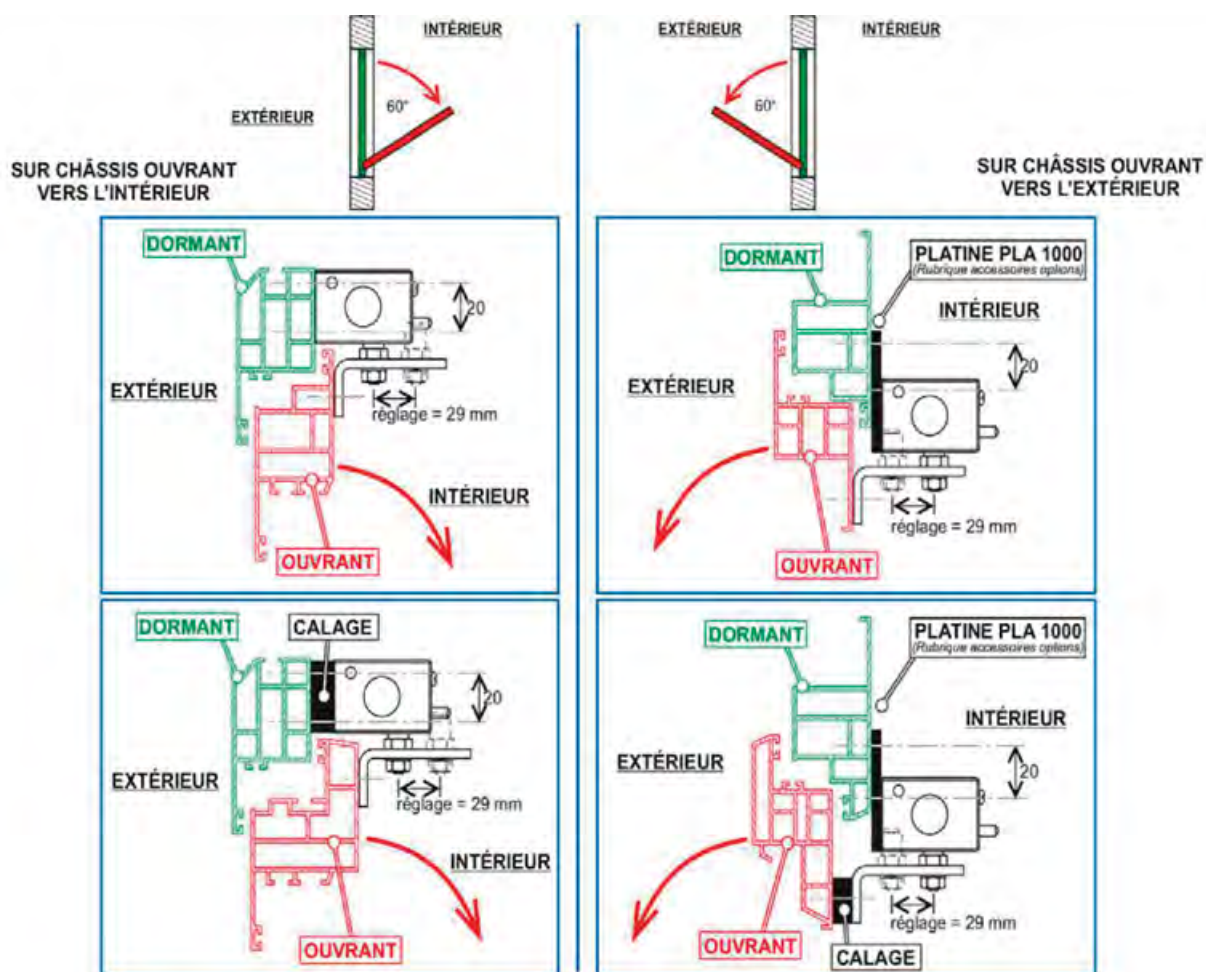 INTÉRIEUR
EXTÉRIEUR
60°
SUR CHÂSSIS OUVRANT
VERS L'INTÉRIEUR
EXTÉRIEUR
INTÉRIEUR
60°
SUR CHÂSSIS OUVRANT
VERS L'EXTÉRIEUR
DORMANT
20
EXTÉRIEUR
réglage = 29 mm
INTÉRIEUR
OUVRANT
DORMANT
PLATINE PLA 1000
(Rubrique accessoires options)
INTÉRIEUR
20
EXTÉRIEUR
réglage = 29 mm
OUVRANT
DORMANT
CALAGE
20
EXTÉRIEUR
réglage = 29 mm
INTÉRIEUR
OUVRANT
DORMANT
PLATINE PLA 1000
(Rubrique accessoires options)
INTÉRIEUR
EXTÉRIEUR
20
réglage = 29 mm
OUVRANT
CALAGE